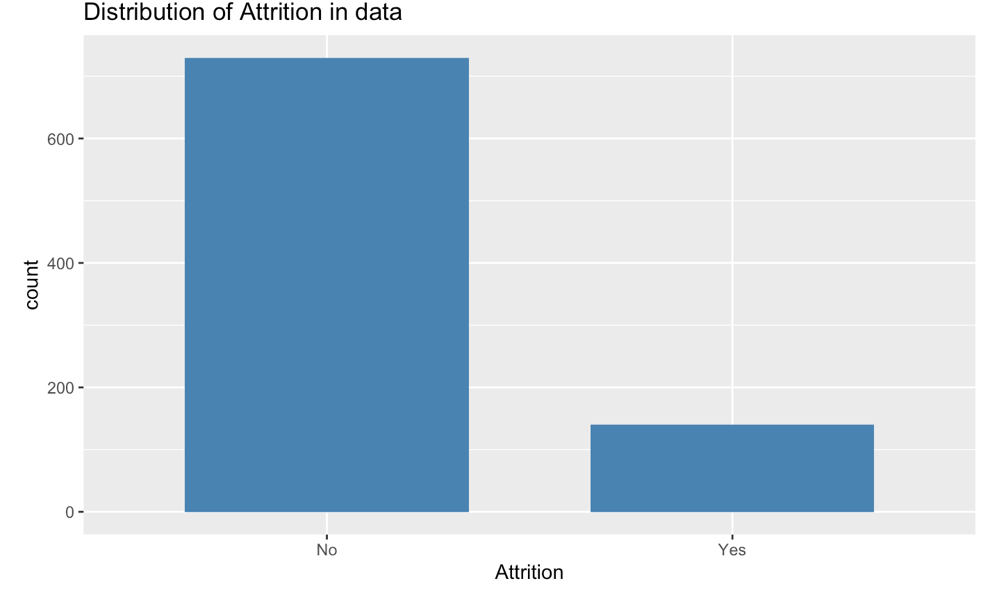 Distribution of Attrition in data
count
600
400
200
0
No Yes
Attrition